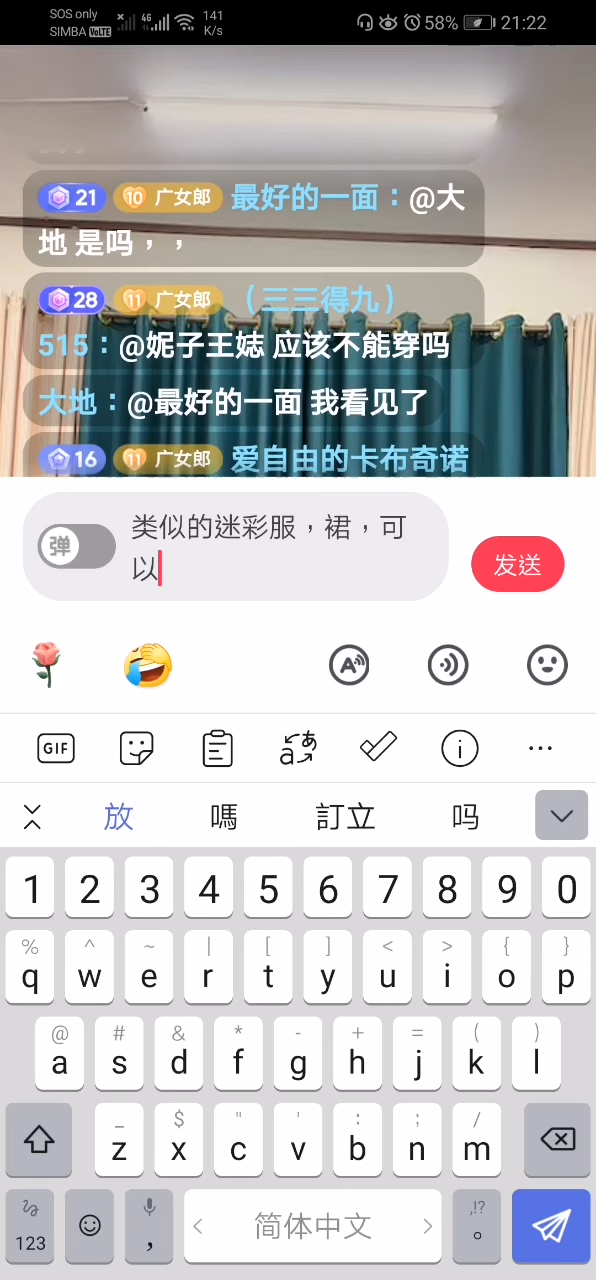 SOS only
SIMBA VoLTE
4G
141
K/s
58%
21:22
21 10 广女郎 最好的一面：@大
地 是吗，，
28 11 广女郎 （三三得九）
515：@妮子王娡 应该不能穿吗
大地：@最好的一面 我看见了
16 11 广女郎 爱自由的卡布奇诺
弹
类似的迷彩服，裙，可
以
发送
A
GIF
aあ
i
放 嗎 訂立 吗
1 2 3 4 5 6 7 8 9 0
% ^ ~ | [ ] < > { }
q w e r t y u i o p
@ # & * - + = ( )
a s d f g h j k l
_ $ " ' : ; /
z x c v b n m
123 ， 简体中文 ,!? 。